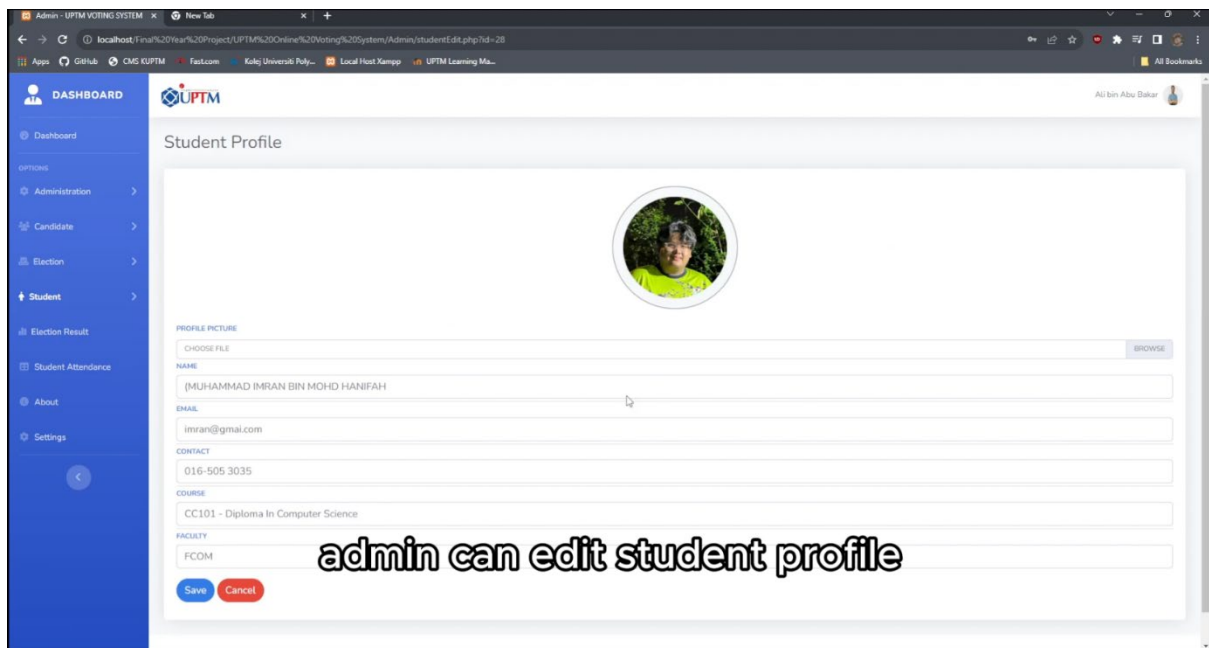 Admin - UPTM VOTING SYSTEM
New Tab
localhost/Final%20Year%20Project/UPTM%20Online%20Voting%20System/Admin/studentEdit.php?id=28
Apps GitHub CMS KUPTM Fast.com Kolej Universiti Poly... Local Host Xampp UPTM Learning Ma... All Bookmarks
DASHBOARD
UPTM
Ali bin Abu Bakar
Dashboard
Student Profile
OPTIONS
Administration
Candidate
Election
Student
Election Result
Student Attendance
About
Settings
PROFILE PICTURE
CHOOSE FILE BROWSE
NAME
(MUHAMMAD IMRAN BIN MOHD HANIFAH
EMAIL
imran@gmai.com
CONTACT
016-505 3035
COURSE
CC101 - Diploma In Computer Science
FACULTY
FCOM
admin can edit student profile
Save Cancel